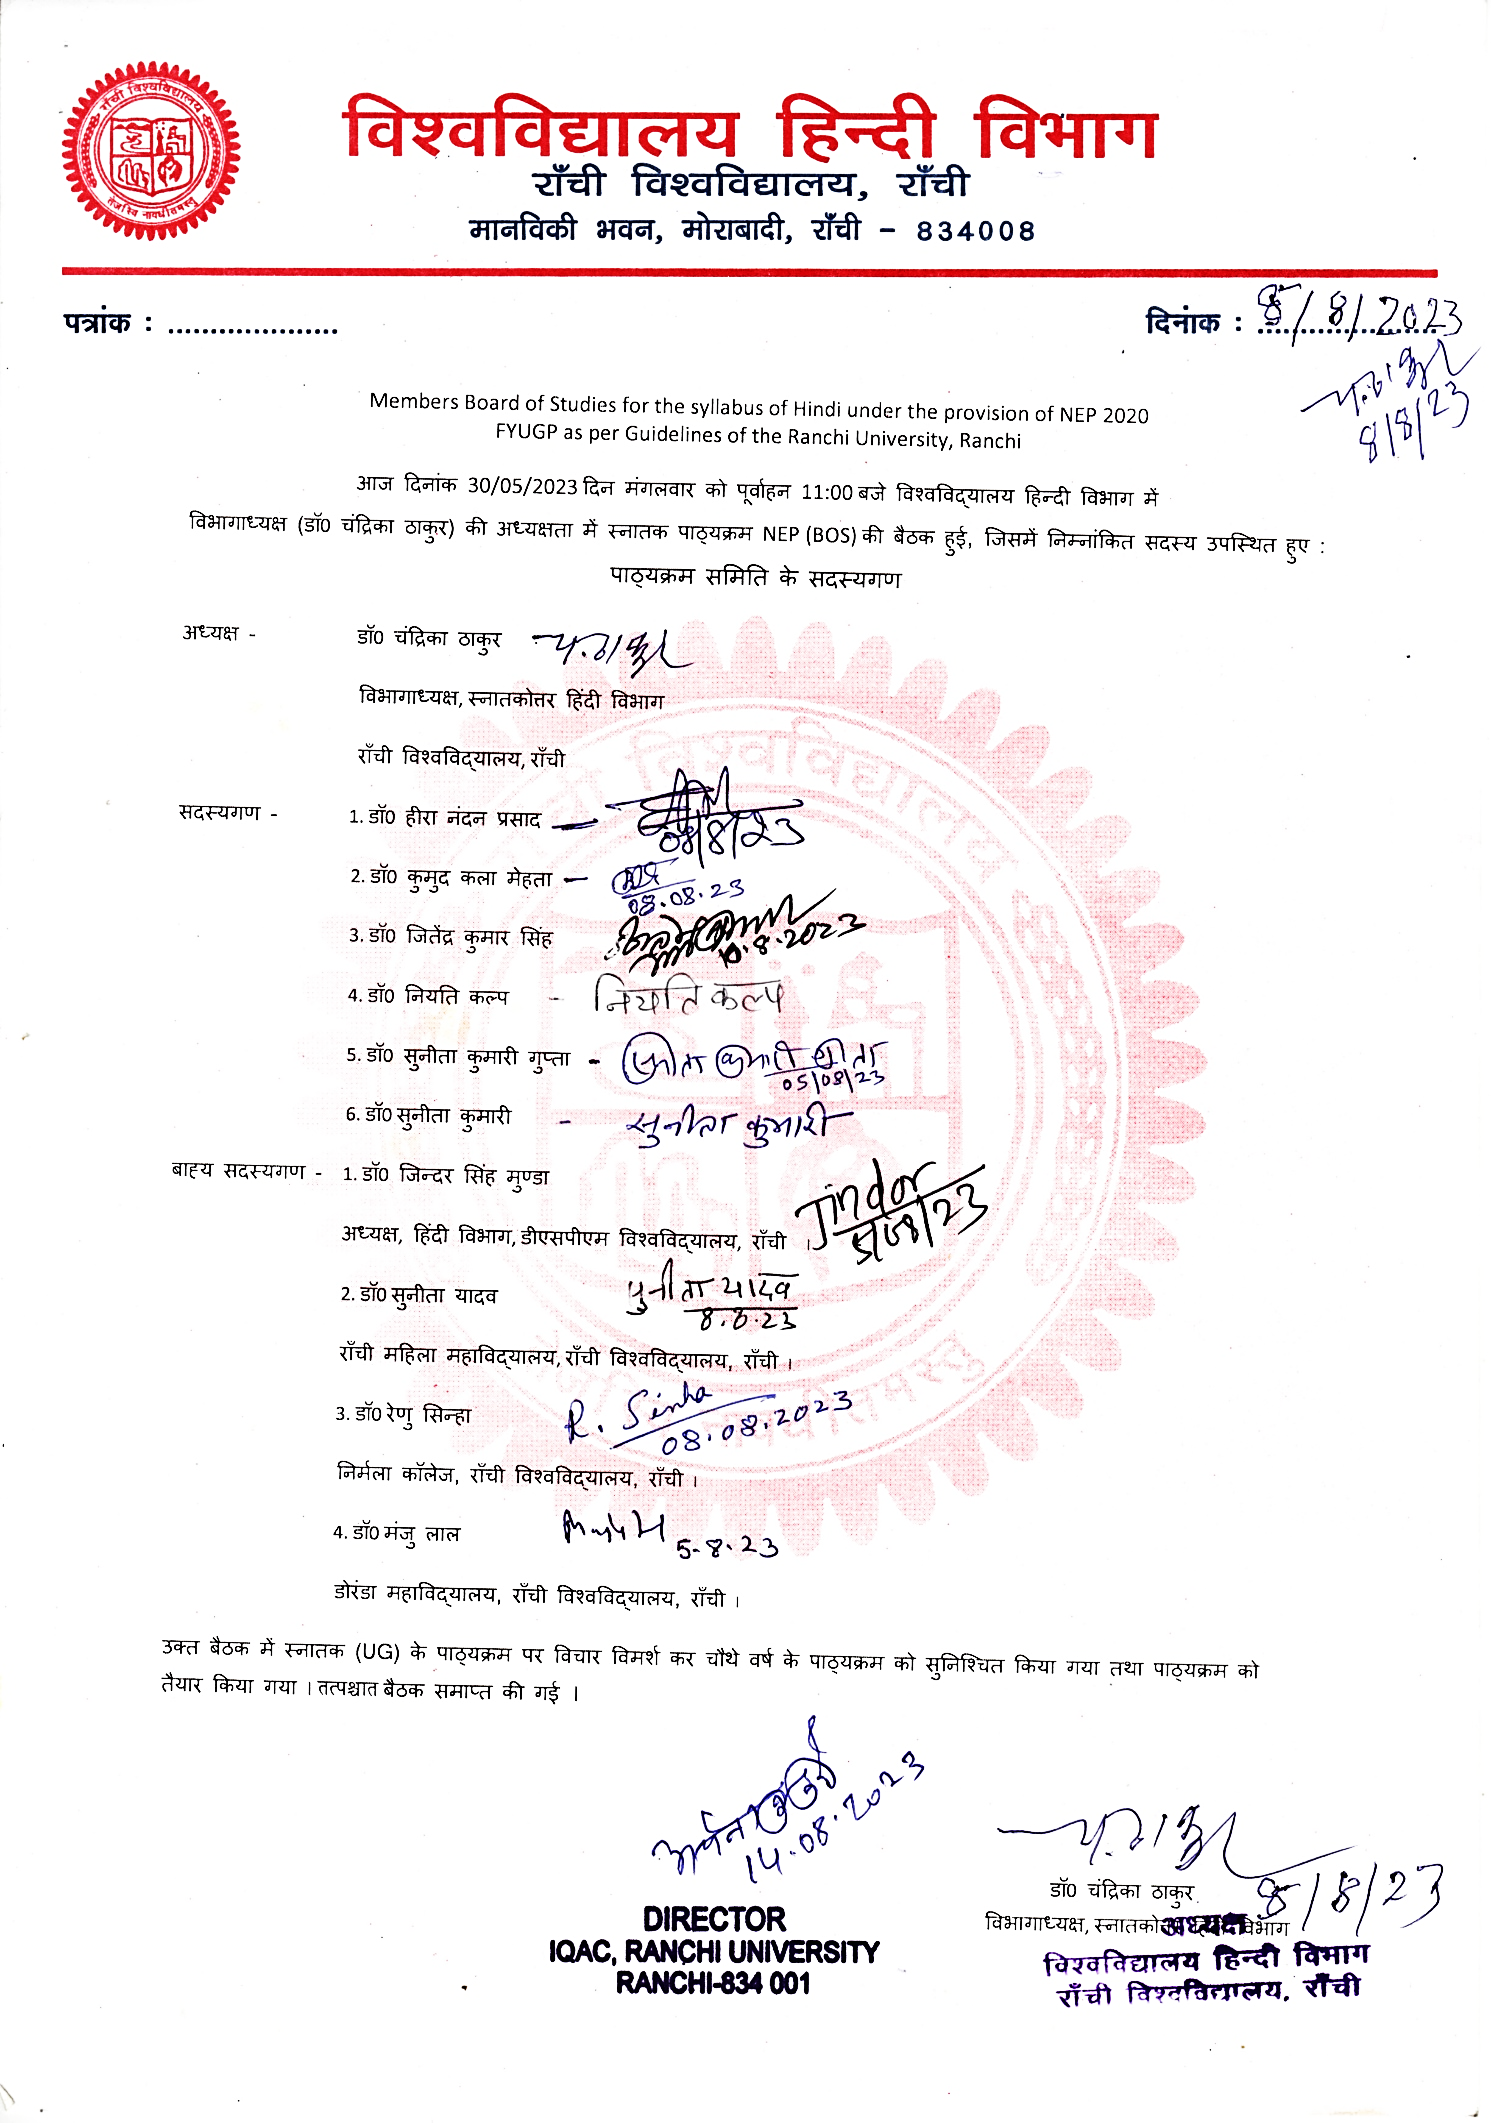 राँची विश्वविद्यालय
तेजस्वि नावधीतमस्तु
विश्वविद्यालय हिन्दी विभाग
राँची विश्वविद्यालय, राँची
मानविकी भवन, मोराबादी, राँची - 834008
पत्रांक : .....................
दिनांक : 8/8/2023
च. ठाकुर
8/8/23
Members Board of Studies for the syllabus of Hindi under the provision of NEP 2020
FYUGP as per Guidelines of the Ranchi University, Ranchi
आज दिनांक 30/05/2023 दिन मंगलवार को पूर्वाहन 11:00 बजे विश्वविद्यालय हिन्दी विभाग में
विभागाध्यक्ष (डॉ0 चंद्रिका ठाकुर) की अध्यक्षता में स्नातक पाठ्यक्रम NEP (BOS) की बैठक हुई, जिसमें निम्नांकित सदस्य उपस्थित हुए :
पाठ्यक्रम समिति के सदस्यगण
अध्यक्ष - डॉ0 चंद्रिका ठाकुर च. ठाकुर
विभागाध्यक्ष, स्नातकोत्तर हिंदी विभाग
राँची विश्वविद्यालय, राँची
सदस्यगण - 1. डॉ0 हीरा नंदन प्रसाद — 08/8/23
2. डॉ0 कुमुद कला मेहता — 08.08.23
3. डॉ0 जितेंद्र कुमार सिंह 10.8.2023
4. डॉ0 नियति कल्प - नियति कल्प
5. डॉ0 सुनीता कुमारी गुप्ता - सुनीता कुमारी गुप्ता
05/08/23
6. डॉ0 सुनीता कुमारी - सुनीता कुमारी
बाह्य सदस्यगण - 1. डॉ0 जिन्दर सिंह मुण्डा Jindar
अध्यक्ष, हिंदी विभाग, डीएसपीएम विश्वविद्यालय, राँची ।
2. डॉ0 सुनीता यादव सुनीता यादव
8.8.23
राँची महिला महाविद्यालय, राँची विश्वविद्यालय, राँची ।
3. डॉ0 रेणु सिन्हा R. Sinha
08.08.2023
निर्मला कॉलेज, राँची विश्वविद्यालय, राँची ।
4. डॉ0 मंजु लाल 5-8-23
डोरंडा महाविद्यालय, राँची विश्वविद्यालय, राँची ।
उक्त बैठक में स्नातक (UG) के पाठ्यक्रम पर विचार विमर्श कर चौथे वर्ष के पाठ्यक्रम को सुनिश्चित किया गया तथा पाठ्यक्रम को
तैयार किया गया । तत्पश्चात बैठक समाप्त की गई ।
14.08.2023
DIRECTOR
IQAC, RANCHI UNIVERSITY
RANCHI-834 001
च. ठाकुर
डॉ0 चंद्रिका ठाकुर 8/8/23
विभागाध्यक्ष, विभाग
अध्यक्ष
विश्वविद्यालय हिन्दी विभाग
राँची विश्वविद्यालय, राँची